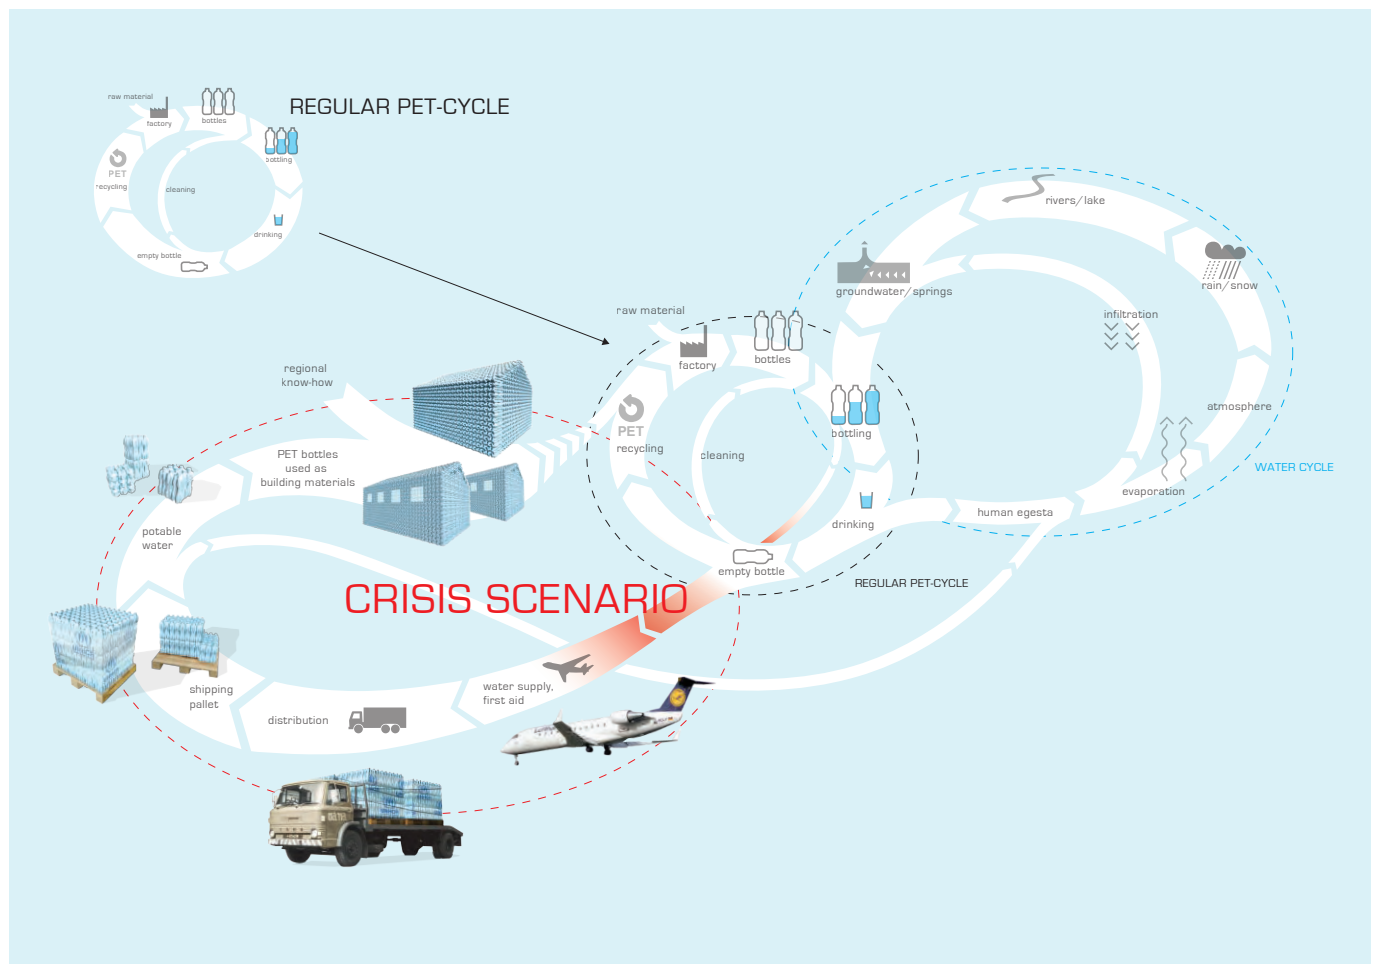 REGULAR PET-CYCLE
raw material
factory
bottles
bottling
PET
recycling
cleaning
drinking
empty bottle
rivers/lake
groundwater/springs
rain/snow
infiltration
atmosphere
WATER CYCLE
evaporation
human egesta
raw material
factory
bottles
bottling
PET
recycling
cleaning
drinking
empty bottle
REGULAR PET-CYCLE
regional
know-how
PET bottles
used as
building materials
potable
water
CRISIS SCENARIO
shipping
pallet
distribution
water supply,
first aid